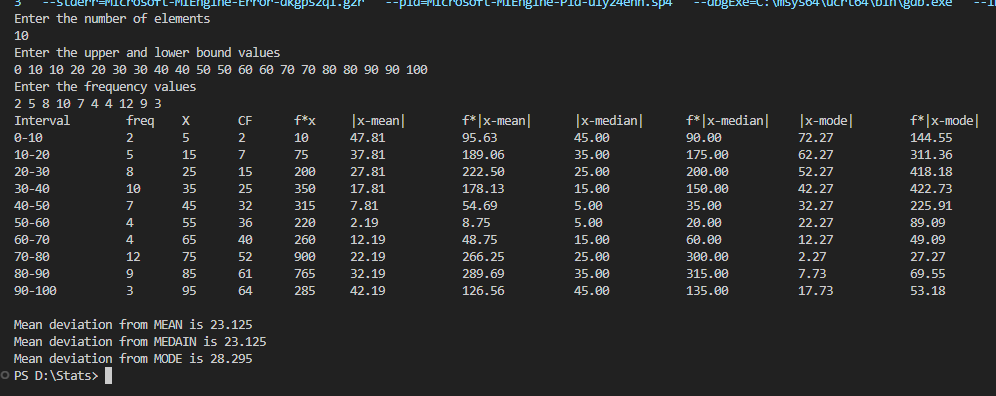 3   --stderr=Microsoft-MIEngine-Error-dkgps2qi.g2r   --pid=Microsoft-MIEngine-Pid-uly24enn.sp4   --dbgExe=C:\msys64\ucrt64\bin\gdb.exe
Enter the number of elements
10
Enter the upper and lower bound values
0 10 10 20 20 30 30 40 40 50 50 60 60 70 70 80 80 90 90 100
Enter the frequency values
2 5 8 10 7 4 4 12 9 3
Interval freq X CF f*x |x-mean| f*|x-mean| |x-median| f*|x-median| |x-mode| f*|x-mode|
0-10 2 5 2 10 47.81 95.63 45.00 90.00 72.27 144.55
10-20 5 15 7 75 37.81 189.06 35.00 175.00 62.27 311.36
20-30 8 25 15 200 27.81 222.50 25.00 200.00 52.27 418.18
30-40 10 35 25 350 17.81 178.13 15.00 150.00 42.27 422.73
40-50 7 45 32 315 7.81 54.69 5.00 35.00 32.27 225.91
50-60 4 55 36 220 2.19 8.75 5.00 20.00 22.27 89.09
60-70 4 65 40 260 12.19 48.75 15.00 60.00 12.27 49.09
70-80 12 75 52 900 22.19 266.25 25.00 300.00 2.27 27.27
80-90 9 85 61 765 32.19 289.69 35.00 315.00 7.73 69.55
90-100 3 95 64 285 42.19 126.56 45.00 135.00 17.73 53.18
Mean deviation from MEAN is 23.125
Mean deviation from MEDAIN is 23.125
Mean deviation from MODE is 28.295
PS D:\Stats>